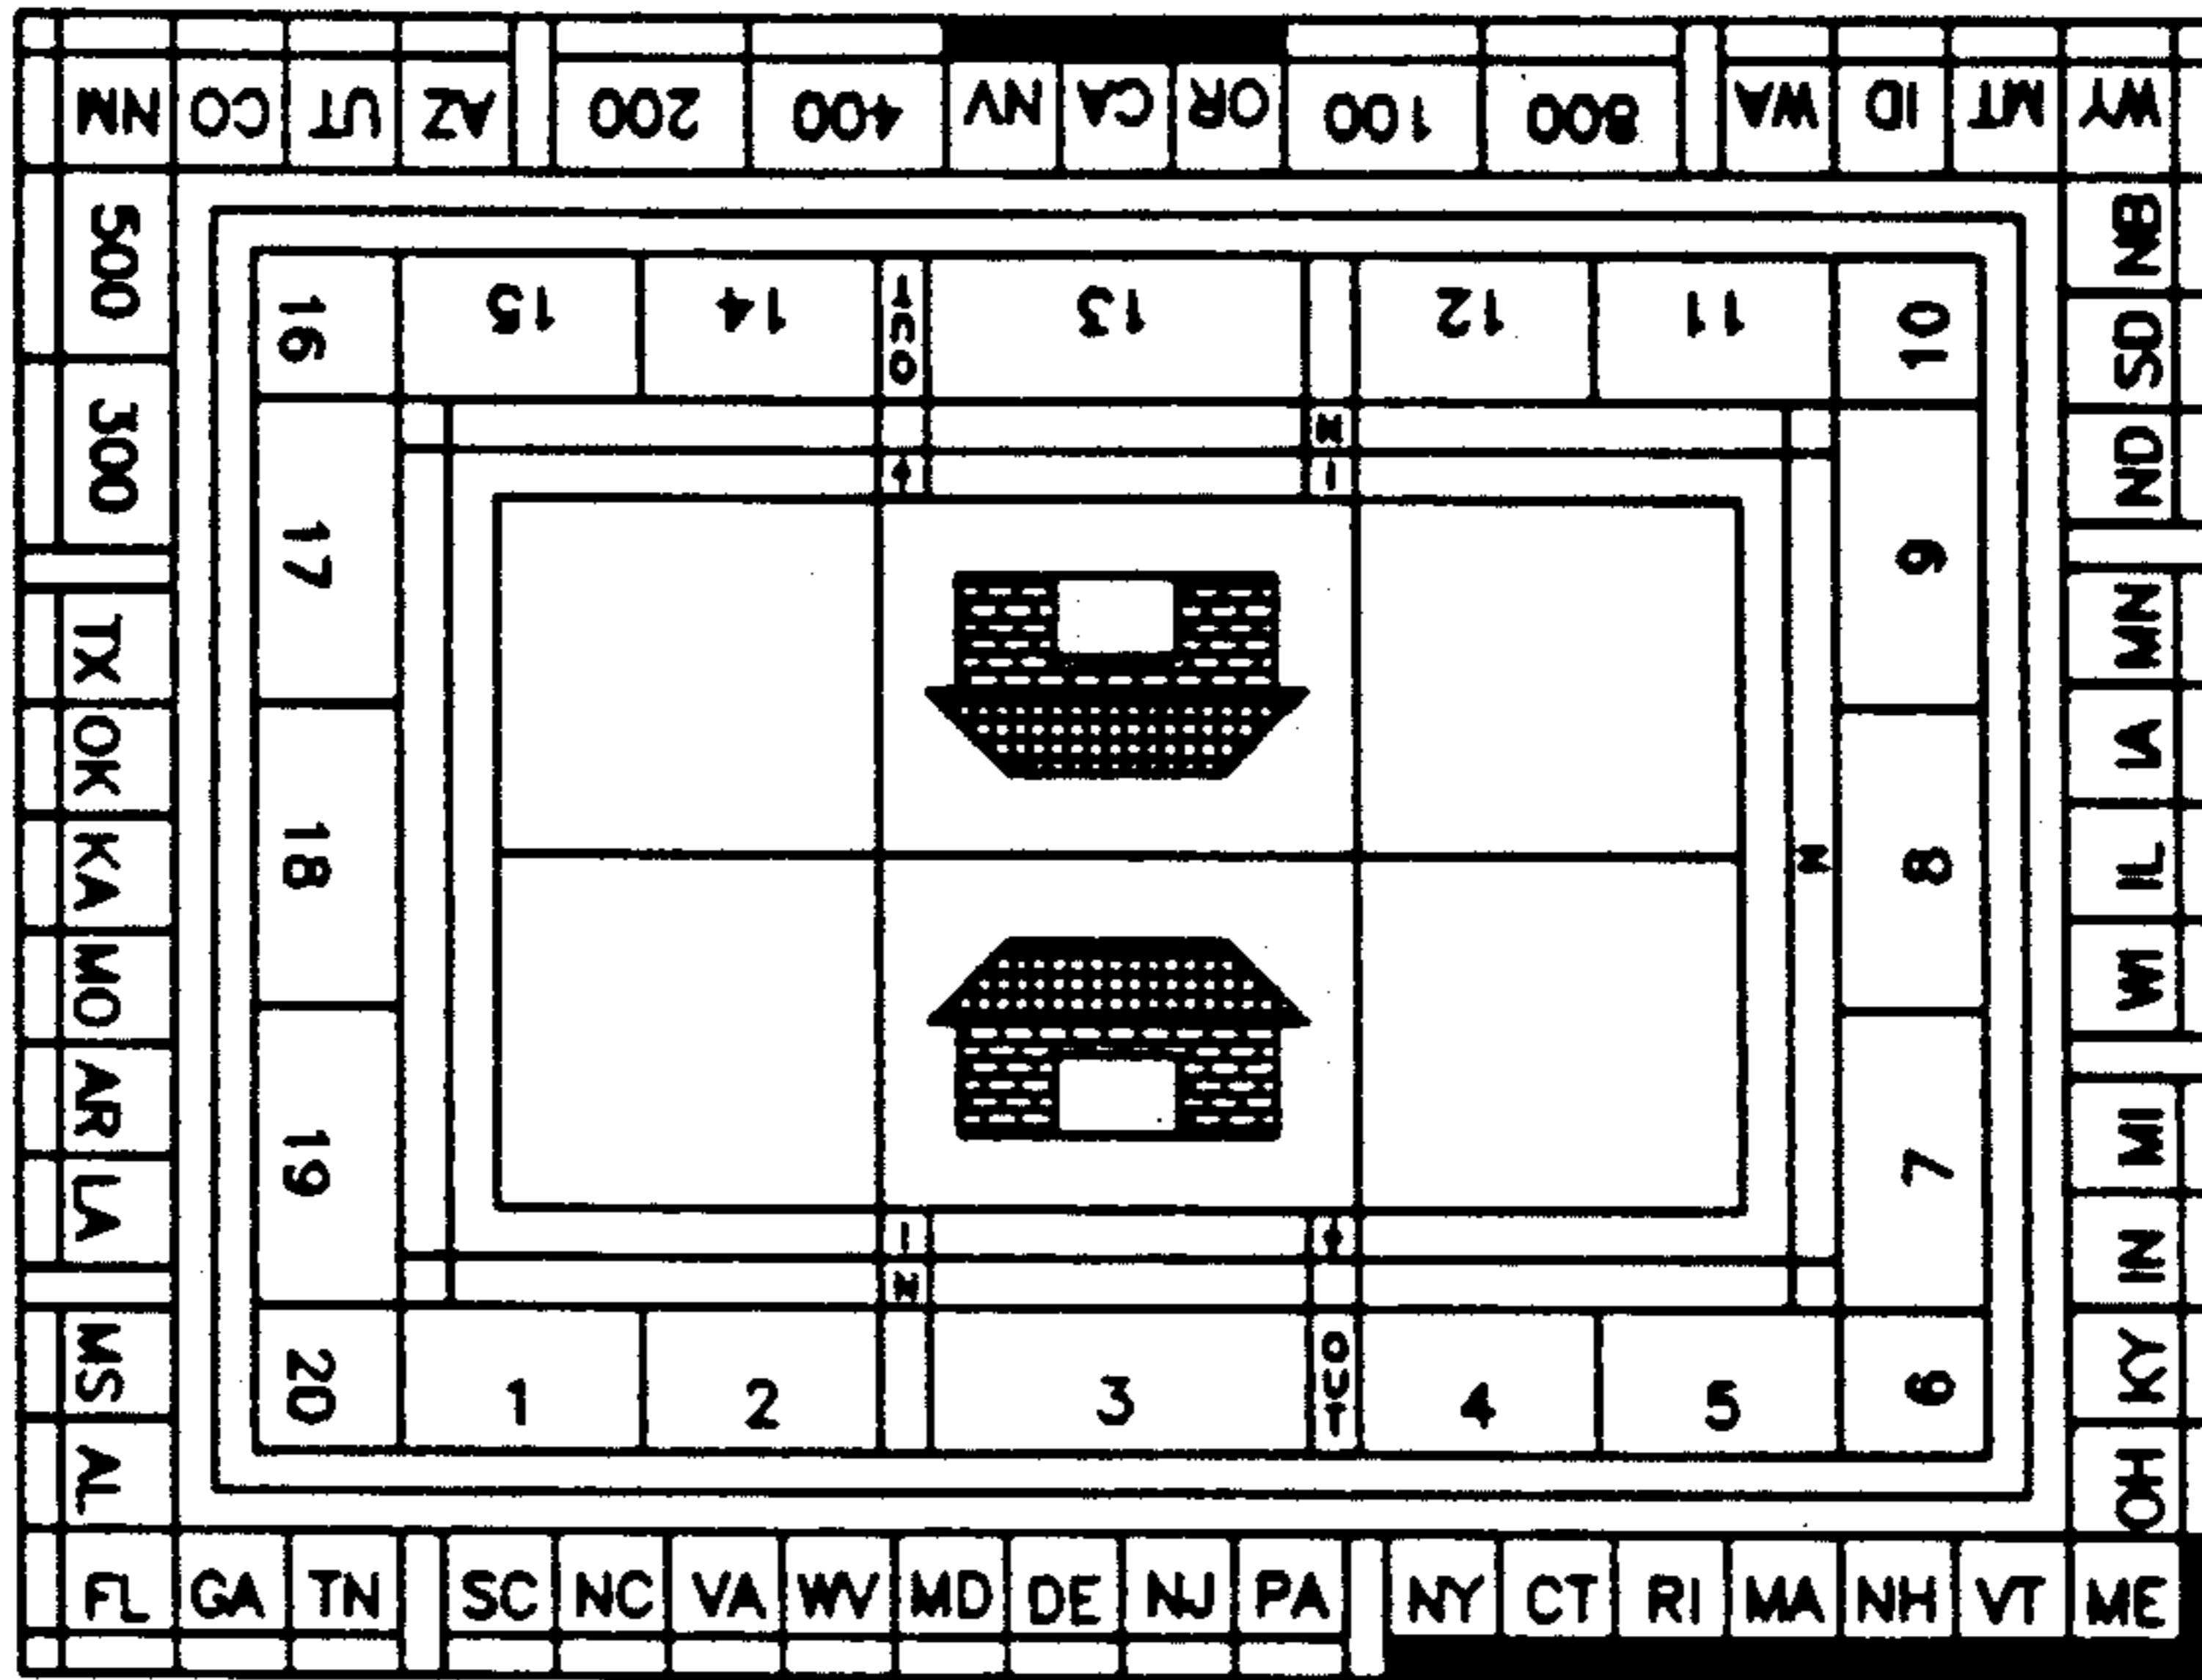 NM CO UT AZ 200 400 NV CA OR 100 800 WA ID MT WY
500
300
TX
OK
KA
MO
AR
LA
MS
AL
NB
SD
ND
MN
IA
IL
WI
MI
IN
KY
OH
16 15 14 OUT 13 12 11 10
IN
17
9
18
8
19
7
IN
20 1 2 3 OUT 4 5 6
FL GA TN SC NC VA WV MD DE NJ PA NY CT RI MA NH VT ME